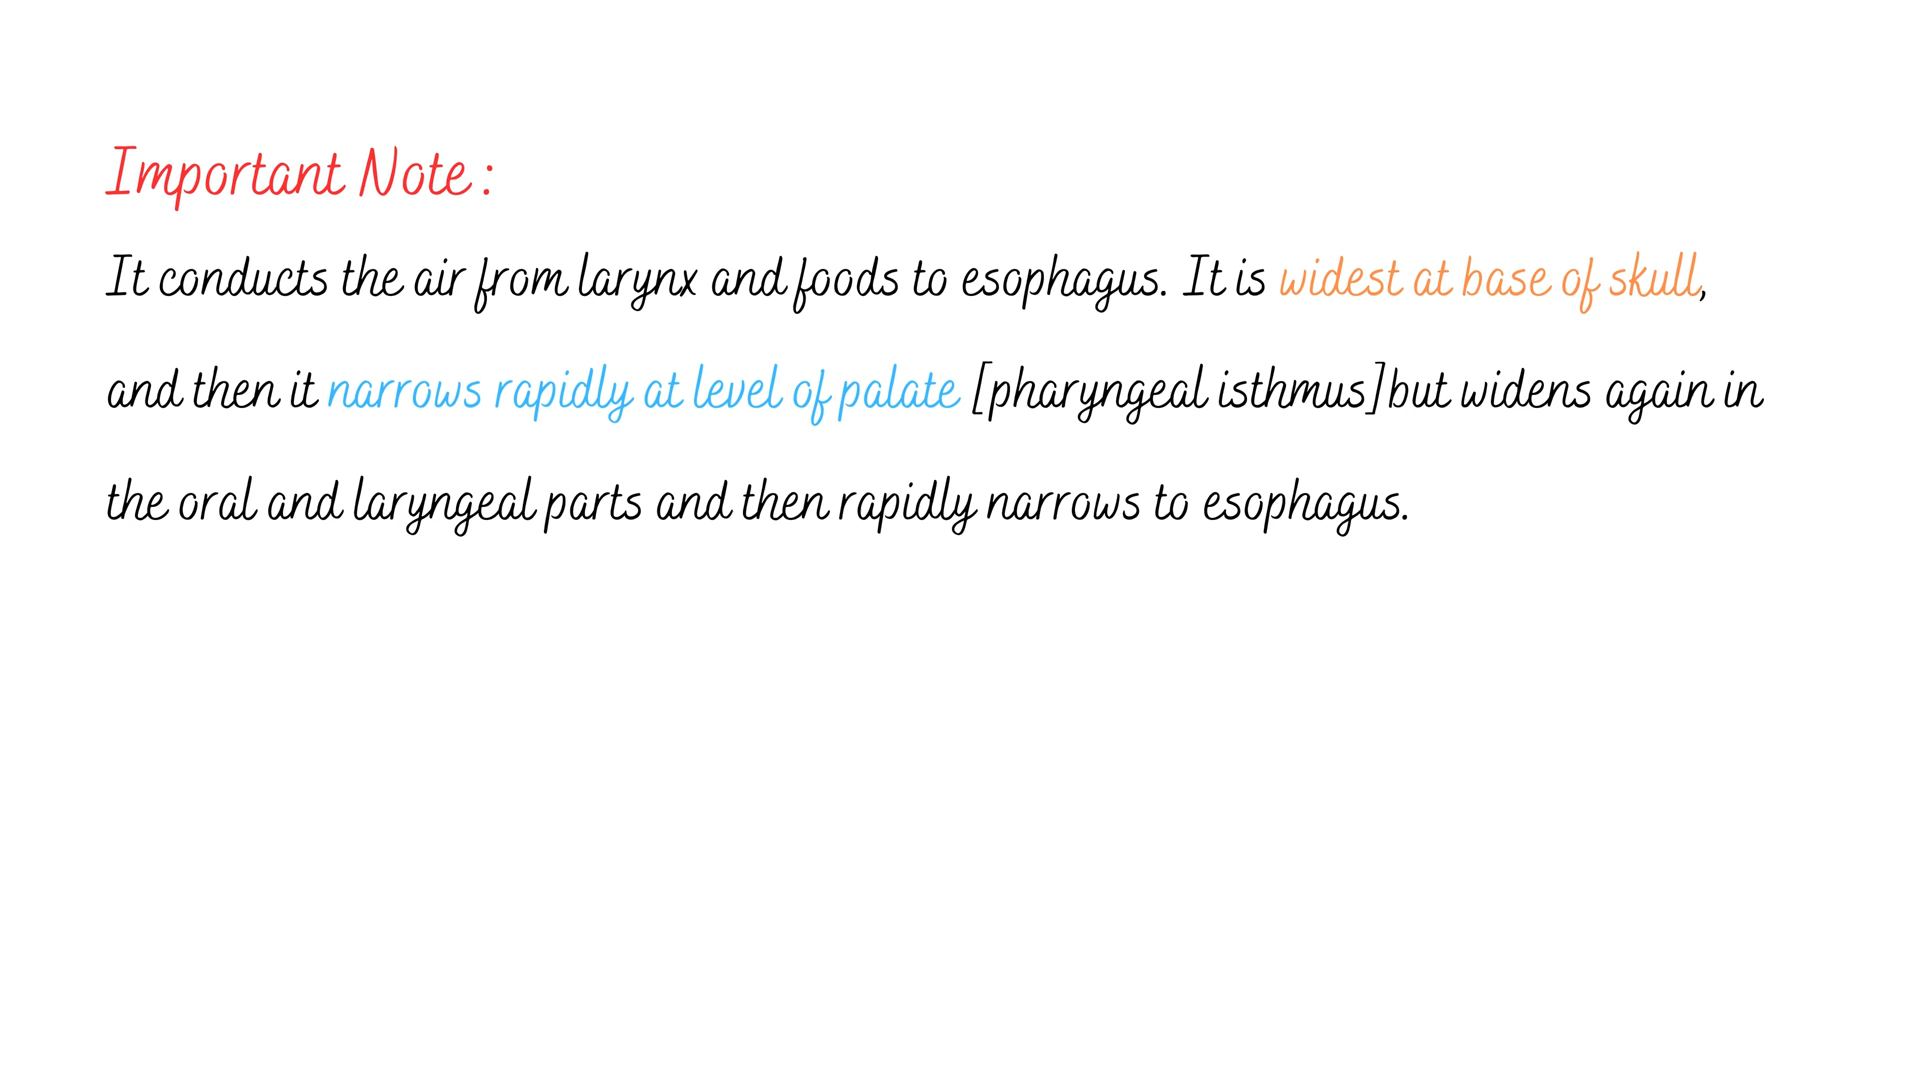 Important Note :
It conducts the air from larynx and foods to esophagus. It is widest at base of skull,
and then it narrows rapidly at level of palate [pharyngeal isthmus]but widens again in
the oral and laryngeal parts and then rapidly narrows to esophagus.